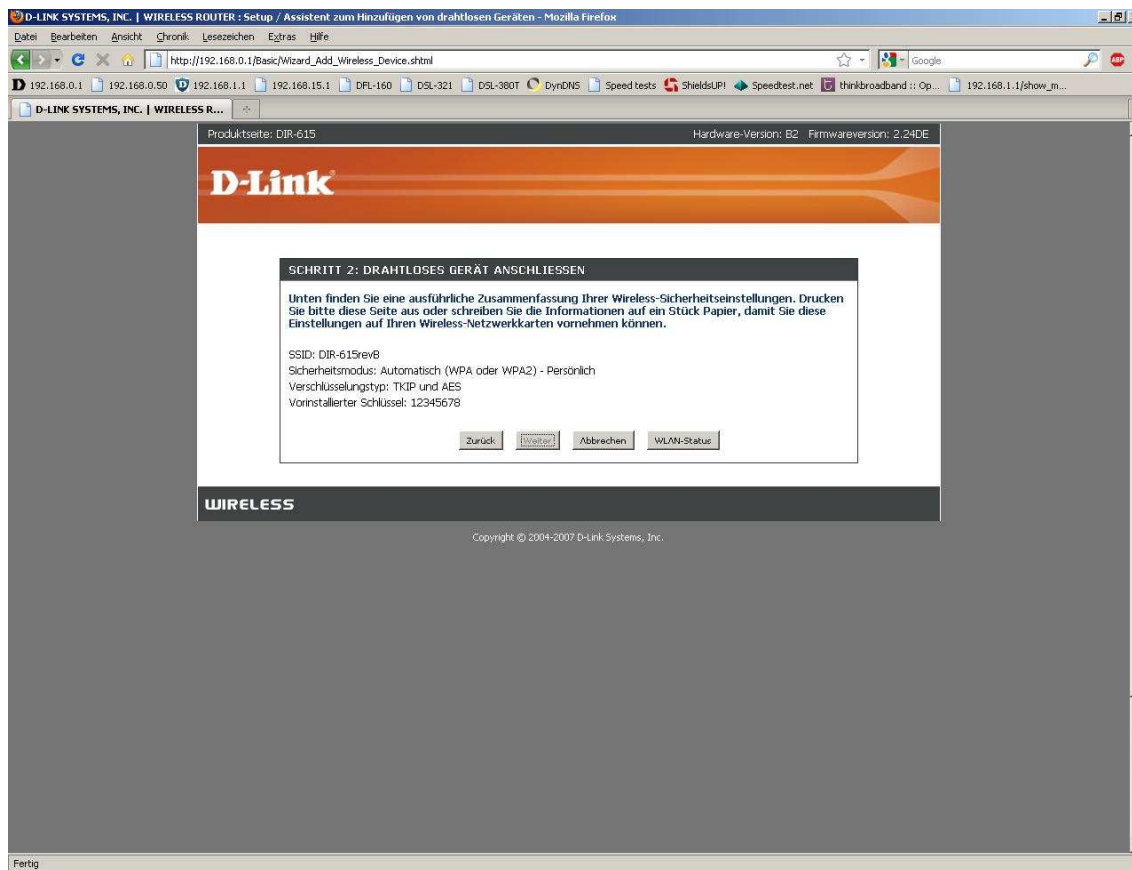 D-LINK SYSTEMS, INC. | WIRELESS ROUTER : Setup / Assistent zum Hinzufügen von drahtlosen Geräten - Mozilla Firefox
Datei Bearbeiten Ansicht Chronik Lesezeichen Extras Hilfe
http://192.168.0.1/Basic/Wizard_Add_Wireless_Device.shtml Google ABP
192.168.0.1 192.168.0.50 192.168.1.1 192.168.15.1 DFL-160 DSL-321 DSL-380T DynDNS Speed tests ShieldsUP! Speedtest.net thinkbroadband :: Op... 192.168.1.1/show_m...
D-LINK SYSTEMS, INC. | WIRELESS R...
Produktseite: DIR-615 Hardware-Version: B2 Firmwareversion: 2.24DE
D-Link
SCHRITT 2: DRAHTLOSES GERÄT ANSCHLIESSEN
Unten finden Sie eine ausführliche Zusammenfassung Ihrer Wireless-Sicherheitseinstellungen. Drucken
Sie bitte diese Seite aus oder schreiben Sie die Informationen auf ein Stück Papier, damit Sie diese
Einstellungen auf Ihren Wireless-Netzwerkkarten vornehmen können.
SSID: DIR-615revB
Sicherheitsmodus: Automatisch (WPA oder WPA2) - Persönlich
Verschlüsselungstyp: TKIP und AES
Vorinstallierter Schlüssel: 12345678
Zurück Weiter Abbrechen WLAN-Status
WIRELESS
Copyright © 2004-2007 D-Link Systems, Inc.
Fertig